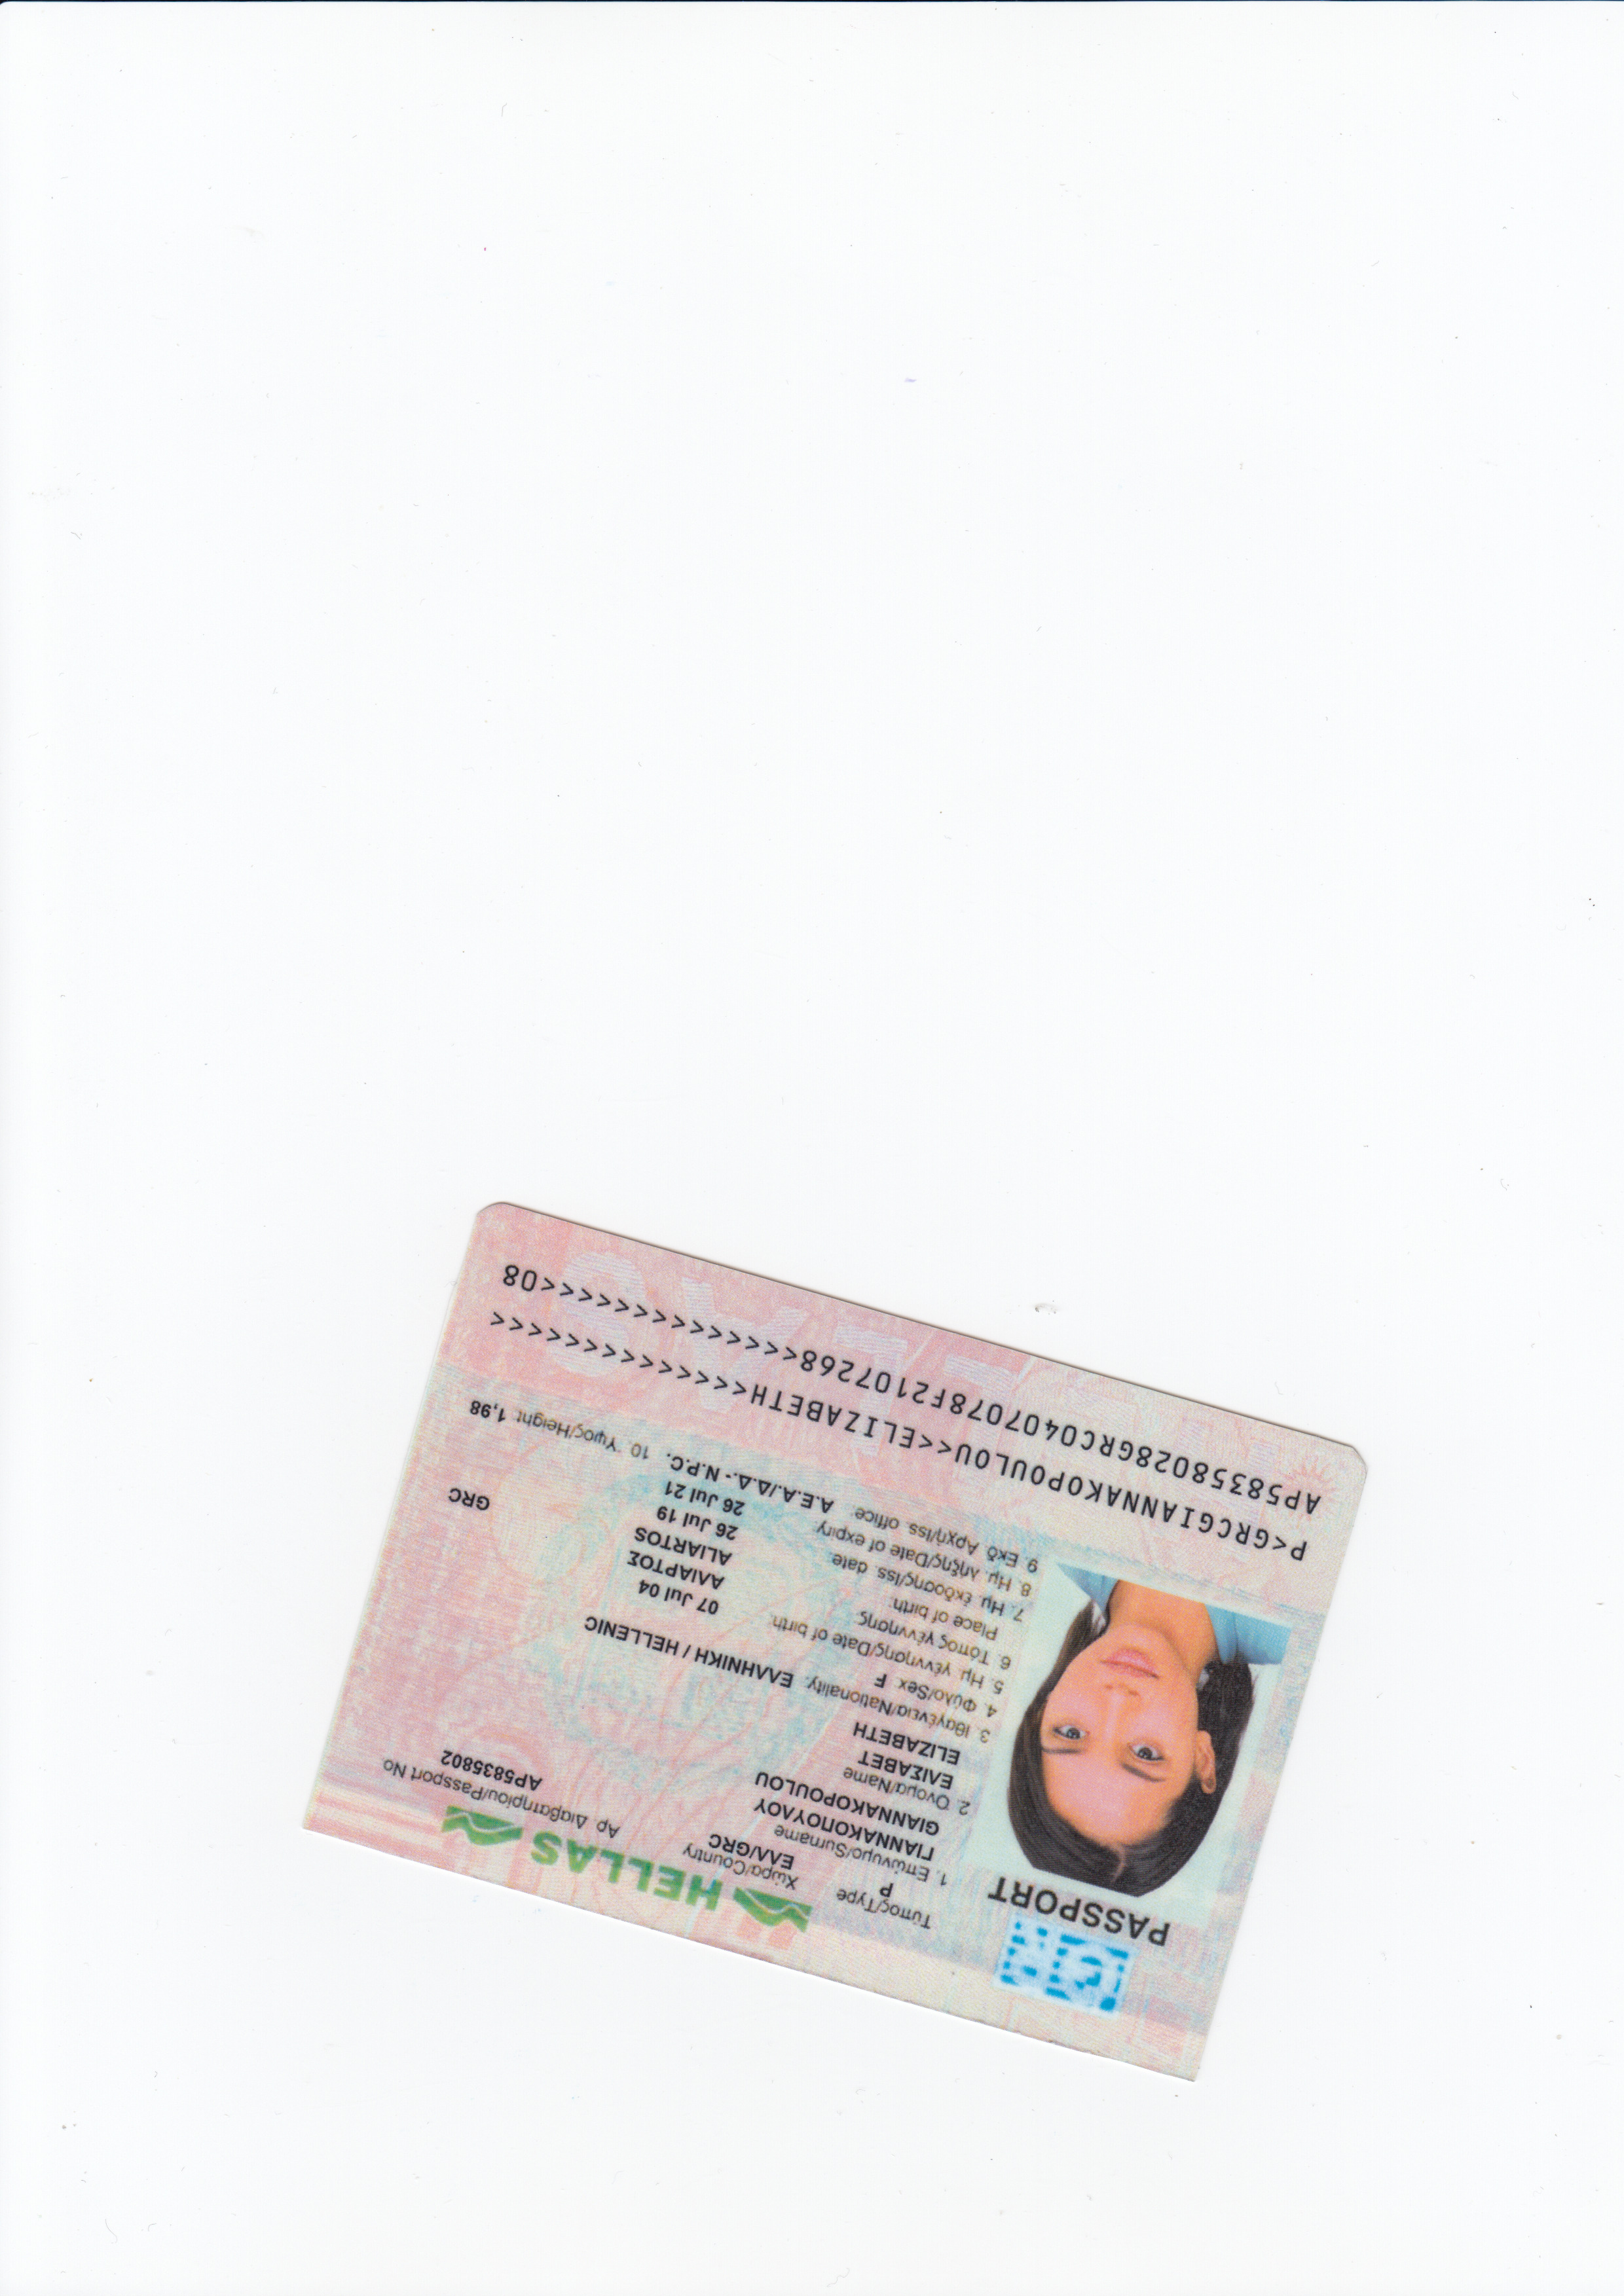 PASSPORT
HELLAS
Τύπος/Type
P
Χώρα/Country
ΕΛΛ/GRC
Αρ. Διαβατηρίου/Passport No
AP5835802
1. Επώνυμο/Surname
ΓΙΑΝΝΑΚΟΠΟΥΛΟΥ
GIANNAKOPOULOU
2. Όνομα/Name
ΕΛΙΣΑΒΕΤ
ELIZABETH
3. Ιθαγένεια/Nationality. ΕΛΛΗΝΙΚΗ / HELLENIC
4. Φύλο/Sex F
5. Ημ. γέννησης/Date of birth. 07 Jul 04
6. Τόπος γέννησης ΑΛΙΑΡΤΟΣ
Place of birth. ALIARTOS
7. Ημ. έκδοσης/Iss. date. 26 Jul 19
8. Ημ. λήξης/Date of expiry. 26 Jul 21
9. Εκδ. Αρχή/Iss. office. Α.Ε.Α./Δ.Δ.- N.P.C. 10. Ύψος/Height. 1,98
GRC
P<GRCGIANNAKOPOULOU<<ELIZABETH<<<<<<<<<<<<<<
AP58358028GRC0407078F2107268<<<<<<<<<<<<<<08